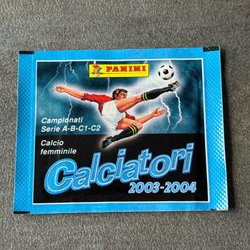 PANINI
Campionati
Serie A-B-C1-C2
Calcio
femminile
Calciatori
2003-2004